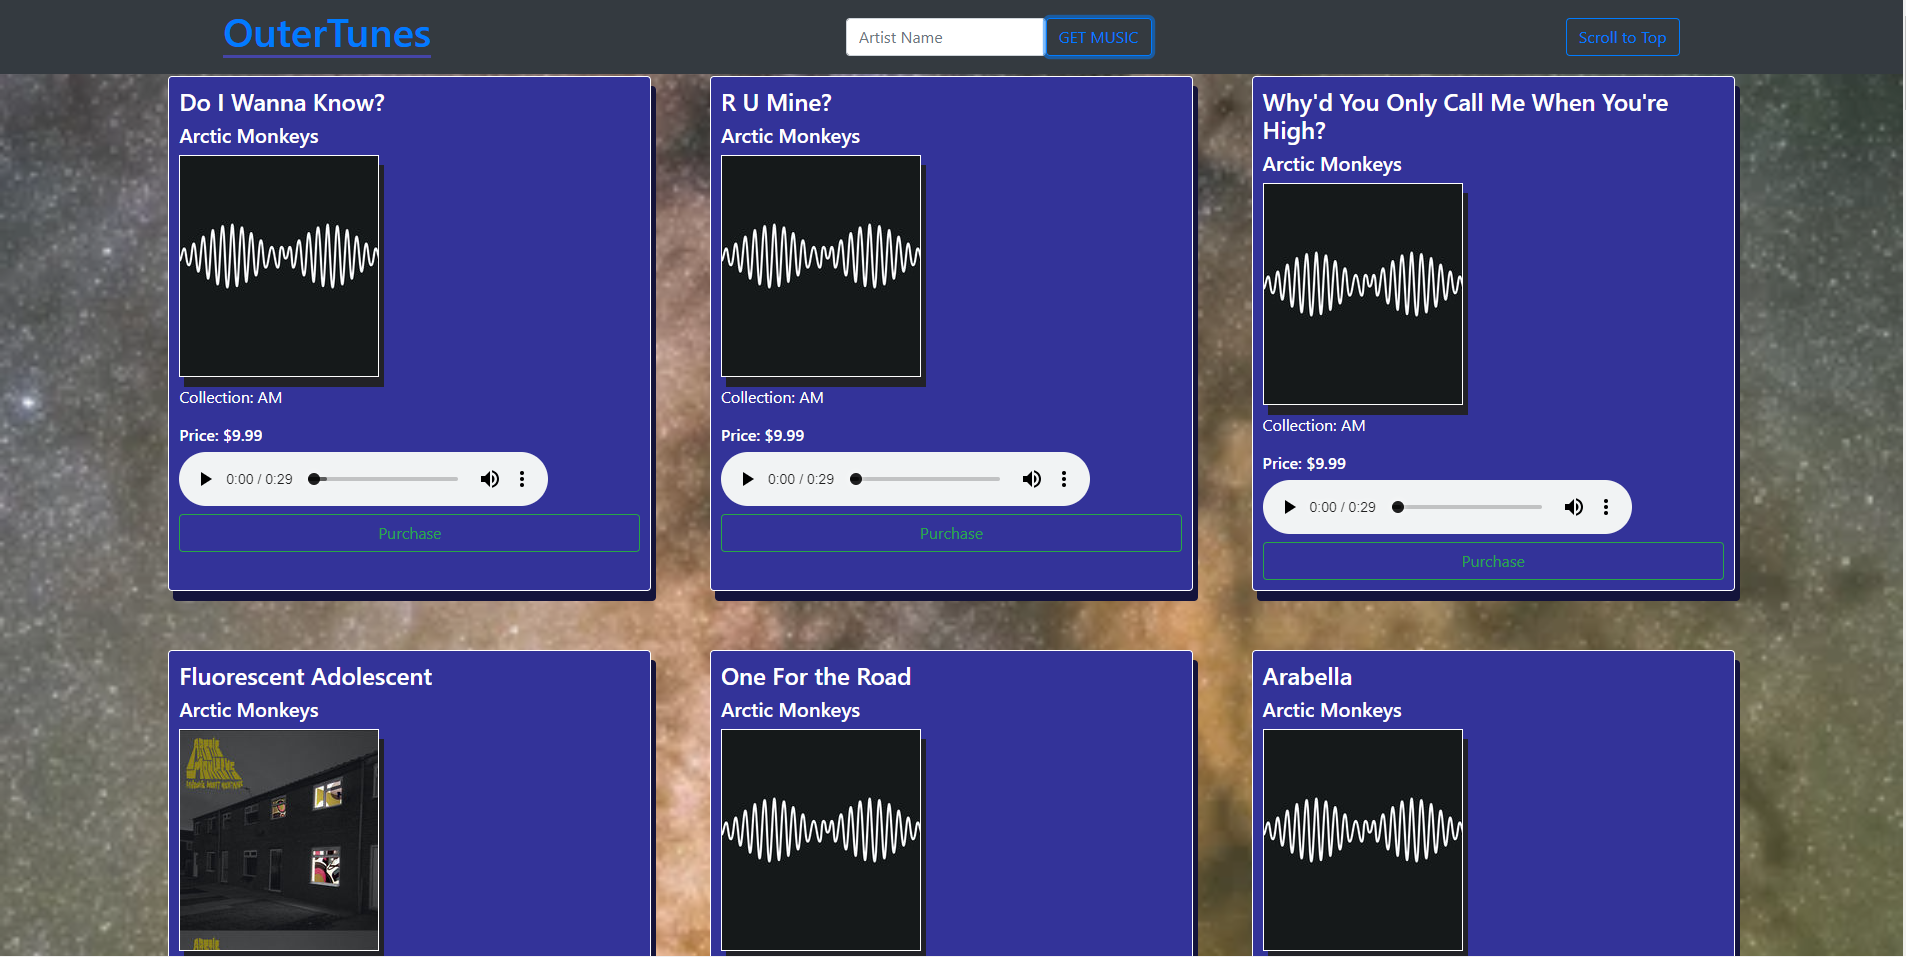 OuterTunes
Artist Name
GET MUSIC
Scroll to Top
Do I Wanna Know?
Arctic Monkeys
Collection: AM
Price: $9.99
0:00 / 0:29
Purchase
R U Mine?
Arctic Monkeys
Collection: AM
Price: $9.99
0:00 / 0:29
Purchase
Why'd You Only Call Me When You're
High?
Arctic Monkeys
Collection: AM
Price: $9.99
0:00 / 0:29
Purchase
Fluorescent Adolescent
Arctic Monkeys
ARCTIC
MONKEYS
One For the Road
Arctic Monkeys
Arabella
Arctic Monkeys